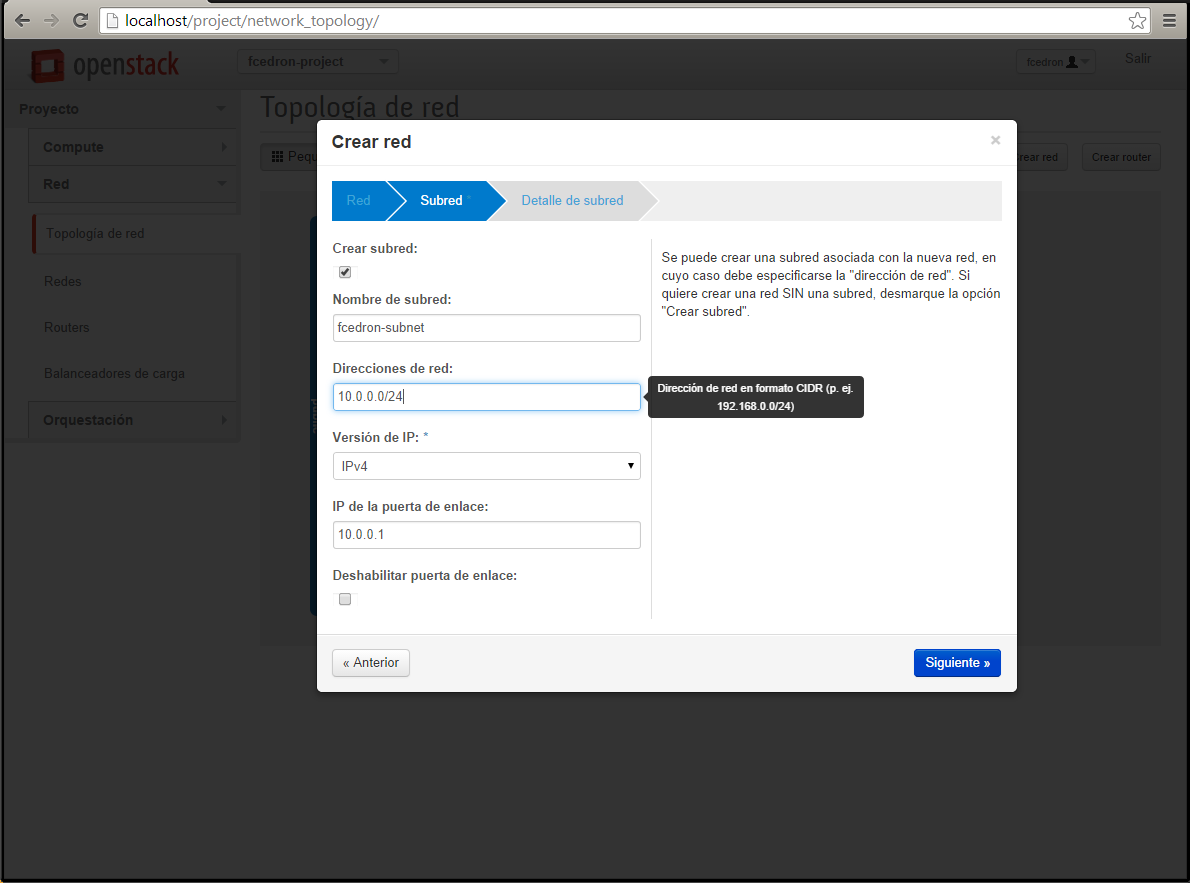 localhost/project/network_topology/
openstack
fcedron-project
fcedron
Salir
Proyecto
Compute
Red
Topología de red
Redes
Routers
Balanceadores de carga
Orquestación
Topología de red
Crear router
Crear red
×
Red
Subred *
Detalle de subred
Crear subred:
Nombre de subred:
fcedron-subnet
Direcciones de red:
10.0.0.0/24
Versión de IP: *
IPv4
IP de la puerta de enlace:
10.0.0.1
Deshabilitar puerta de enlace:
Se puede crear una subred asociada con la nueva red, en
cuyo caso debe especificarse la "dirección de red". Si
quiere crear una red SIN una subred, desmarque la opción
"Crear subred".
Dirección de red en formato CIDR (p. ej.
192.168.0.0/24)
« Anterior
Siguiente »